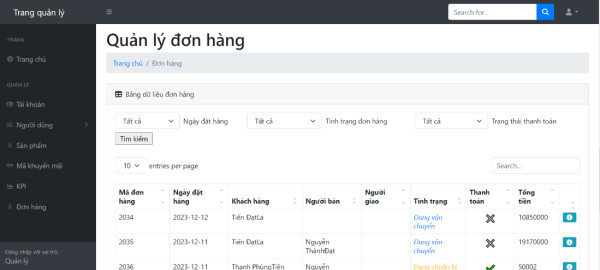 Trang quản lý
Search for...
Quản lý đơn hàng
TRANG
Trang chủ
QUẢN LÝ
Tài khoản
Người dùng
Sản phẩm
Mã khuyến mãi
KPI
Đơn hàng
Đăng nhập với vai trò:
Quản lý
Trang chủ / Đơn hàng
Bảng dữ liệu đơn hàng
Tất cả Ngày đặt hàng Tất cả Tình trạng đơn hàng Tất cả Trạng thái thanh toán
Tìm kiếm
10 entries per page Search...
Mã đơn hàng Ngày đặt hàng Khách hàng Người bán Người giao Tình trạng Thanh toán Tổng tiền
2034 2023-12-12 Tiến ĐạtLa Đang vận chuyển 10850000
2035 2023-12-11 Tiến ĐạtLa Nguyễn ThànhĐạt Đang vận chuyển 19170000
2036 2023-12-11 Thanh PhùngTiền Nguyễn Đang chuẩn bị 50002